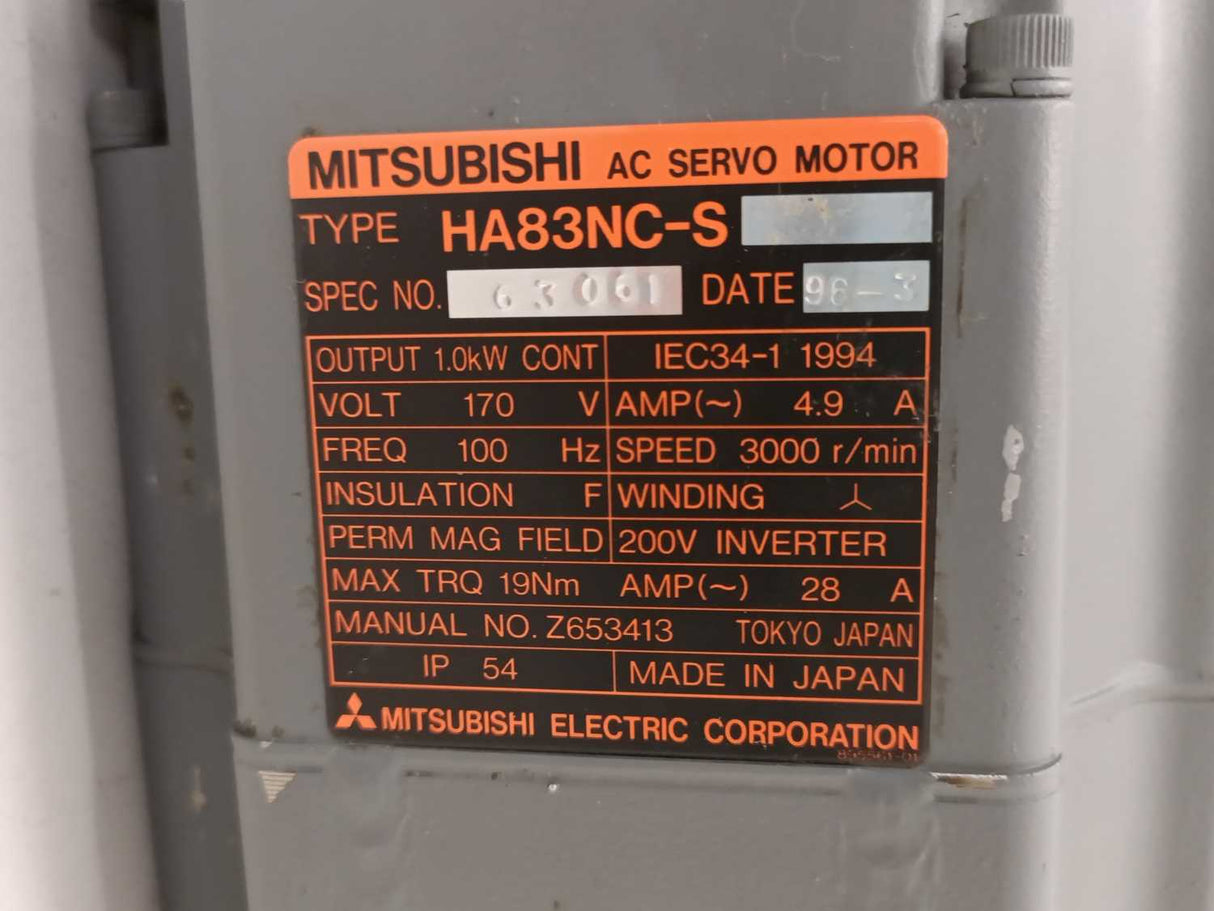 MITSUBISHI AC SERVO MOTOR
TYPE HA83NC-S
SPEC NO. 63061 DATE 96-3
OUTPUT 1.0kW CONT IEC34-1 1994
VOLT 170 V AMP(~) 4.9 A
FREQ 100 Hz SPEED 3000 r/min
INSULATION F WINDING
PERM MAG FIELD 200V INVERTER
MAX TRQ 19Nm AMP(~) 28 A
MANUAL NO. Z653413 TOKYO JAPAN
IP 54 MADE IN JAPAN
MITSUBISHI ELECTRIC CORPORATION